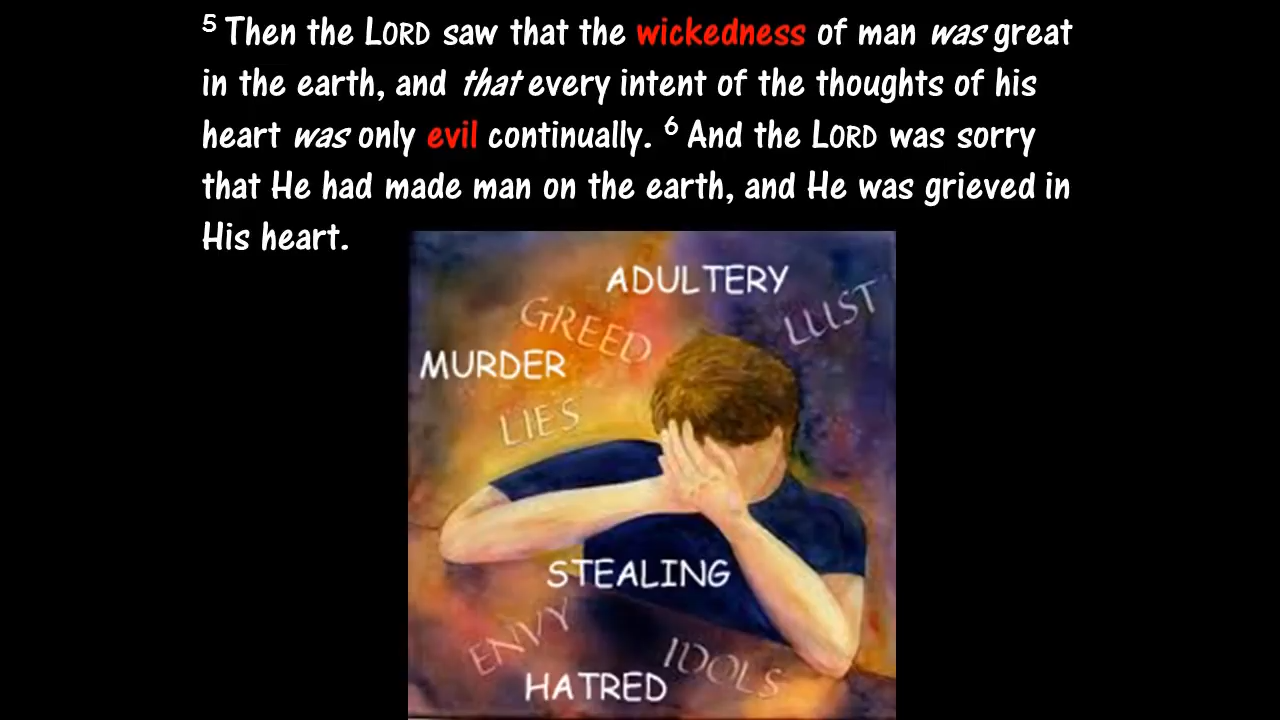 5 Then the LORD saw that the wickedness of man was great
in the earth, and that every intent of the thoughts of his
heart was only evil continually. 6 And the LORD was sorry
that He had made man on the earth, and He was grieved in
His heart.
ADULTERY
GREED
LUST
MURDER
LIES
STEALING
ENVY
IDOLS
HATRED